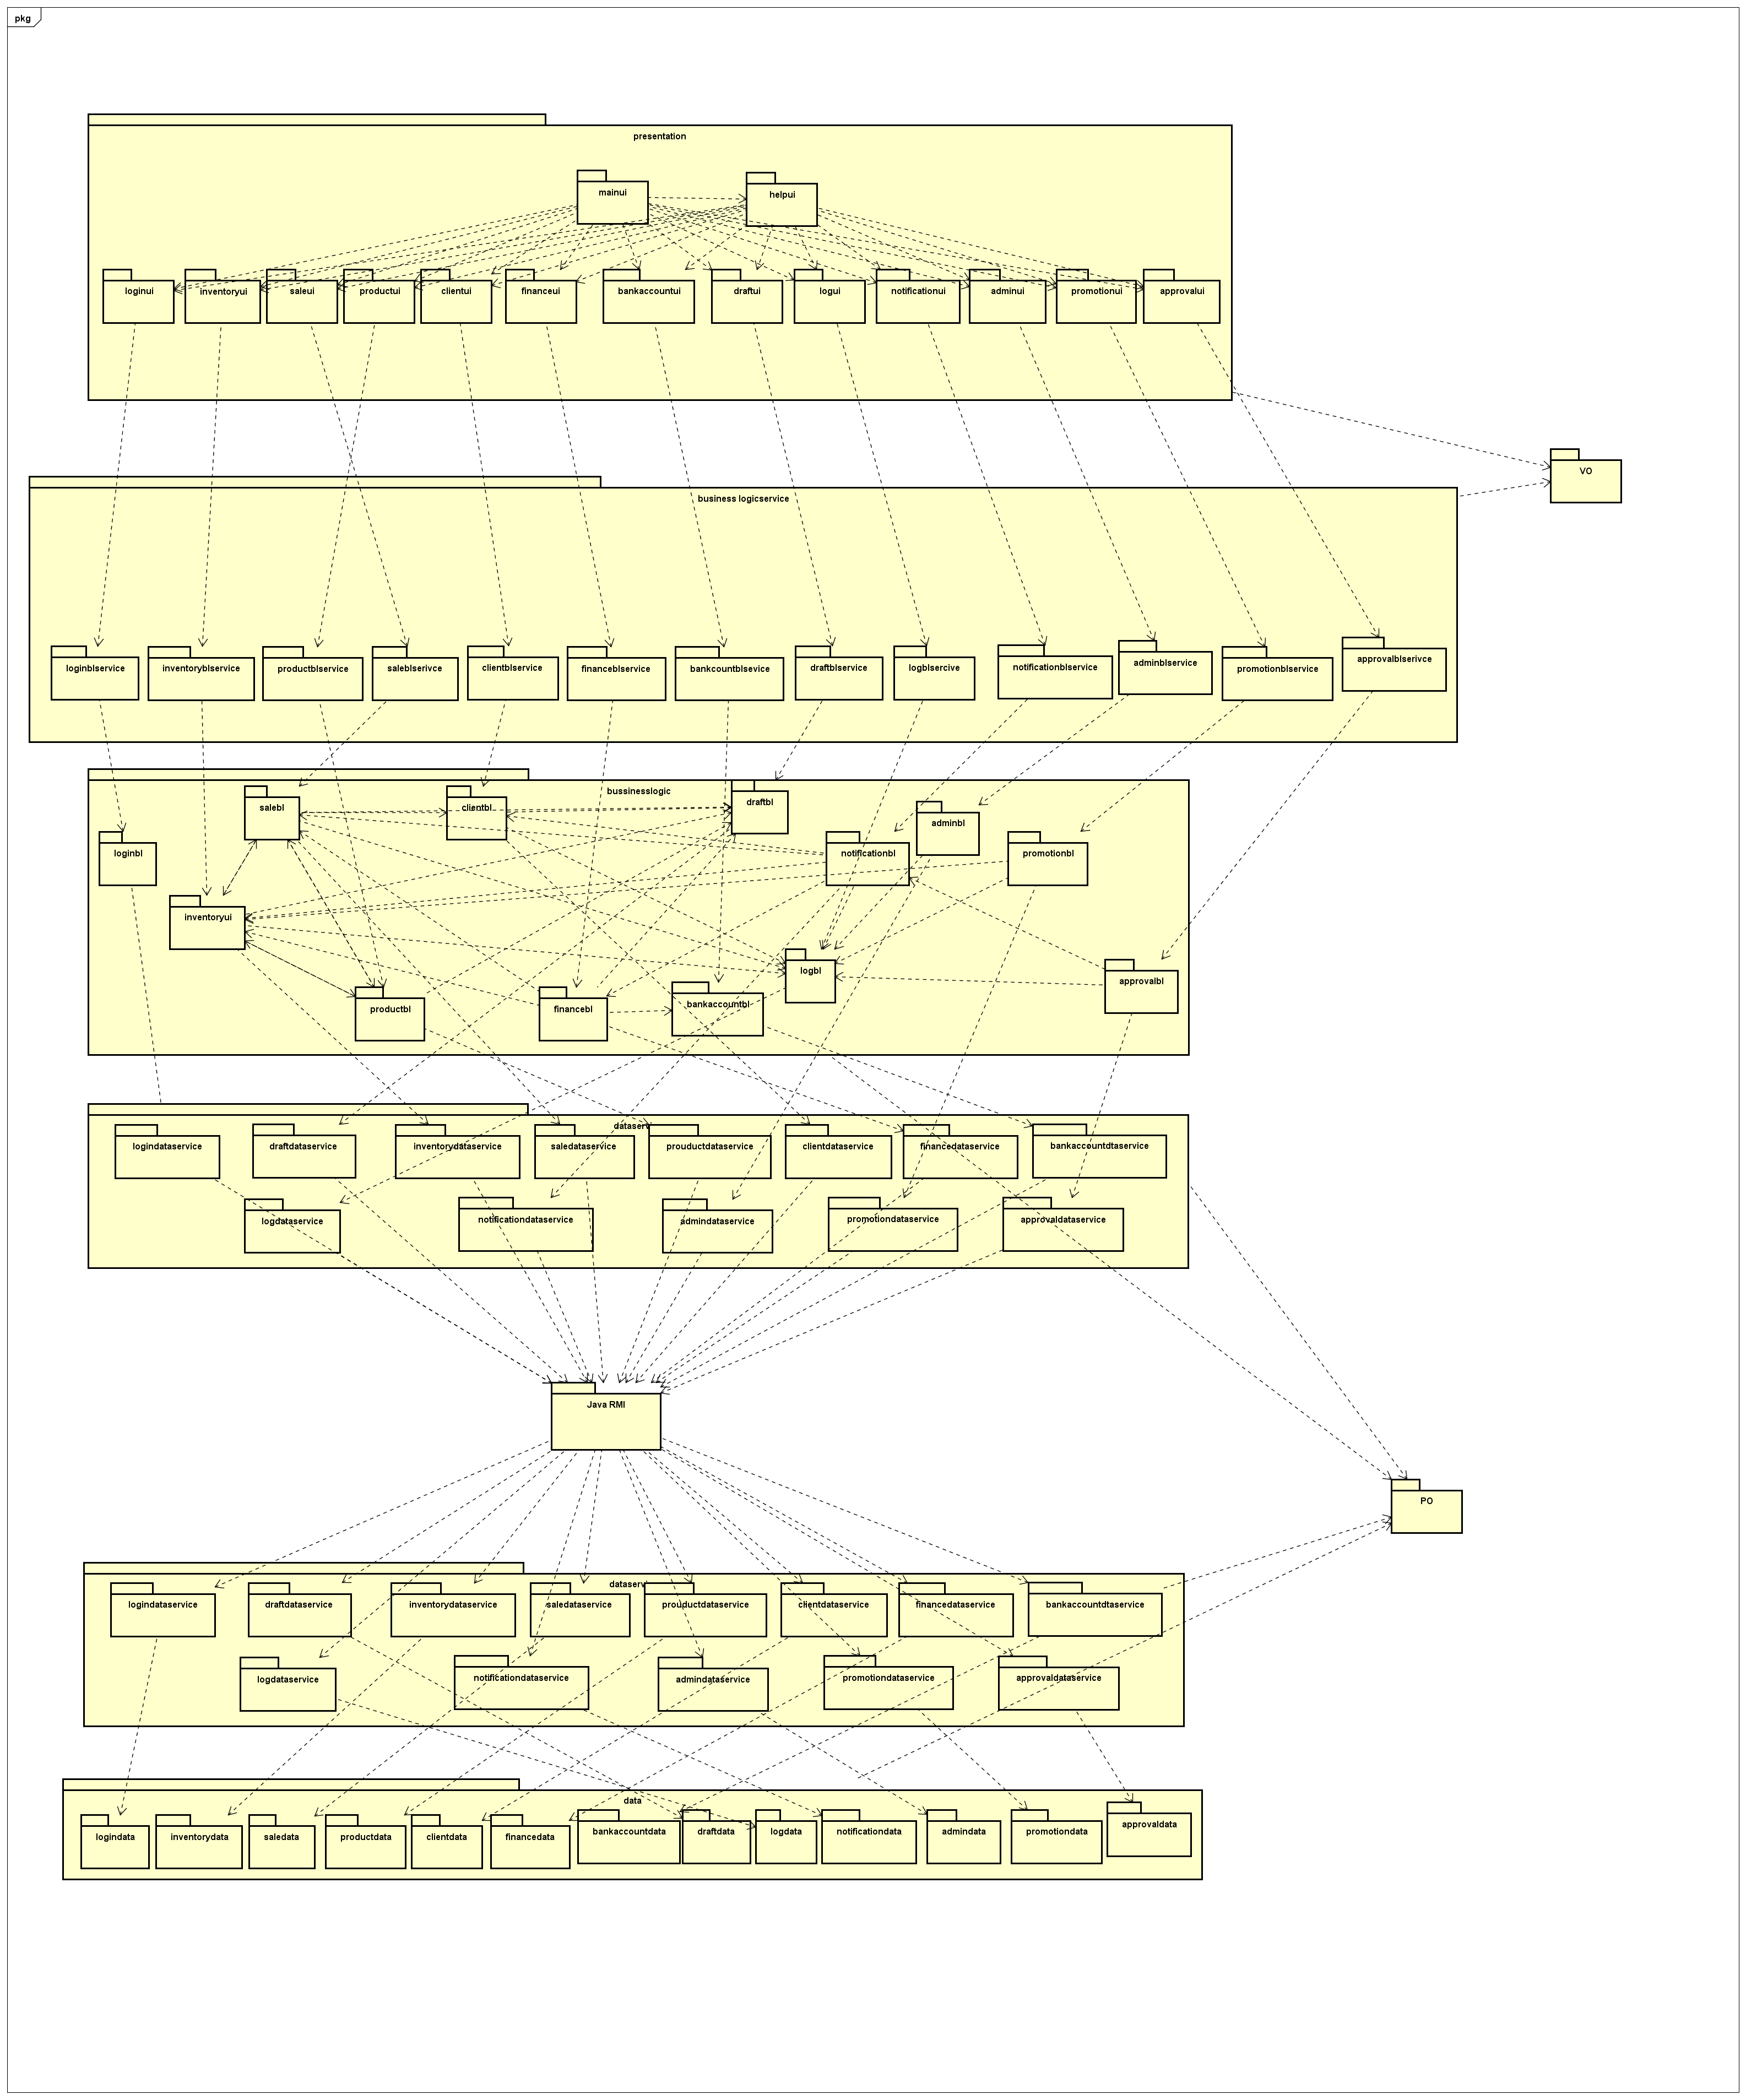 pkg
presentation
mainui
helpui
loginui
inventoryui
saleui
productui
clientui
financeui
bankaccountui
draftui
logui
notificationui
adminui
promotionui
approvalui
VO
business logicservice
loginblservice
inventoryblservice
productblservice
saleblserivce
clientblservice
financeblservice
bankcountblsevice
draftblservice
logblsercive
notificationblservice
adminblservice
promotionblservice
approvalblserivce
bussinesslogic
salebl
clientbl
draftbl
adminbl
loginbl
notificationbl
promotionbl
inventoryui
logbl
approvalbl
productbl
financebl
bankaccountbl
dataserv
logindataservice
draftdataservice
inventorydataservice
saledataservice
prouductdataservice
clientdataservice
financedataservice
bankaccountdtaservice
logdataservice
notificationdataservice
admindataservice
promotiondataservice
approvaldataservice
Java RMI
PO
dataserv
logindataservice
draftdataservice
inventorydataservice
saledataservice
prouductdataservice
clientdataservice
financedataservice
bankaccountdtaservice
logdataservice
notificationdataservice
admindataservice
promotiondataservice
approvaldataservice
data
logindata
inventorydata
saledata
productdata
clientdata
financedata
bankaccountdata
draftdata
logdata
notificationdata
admindata
promotiondata
approvaldata